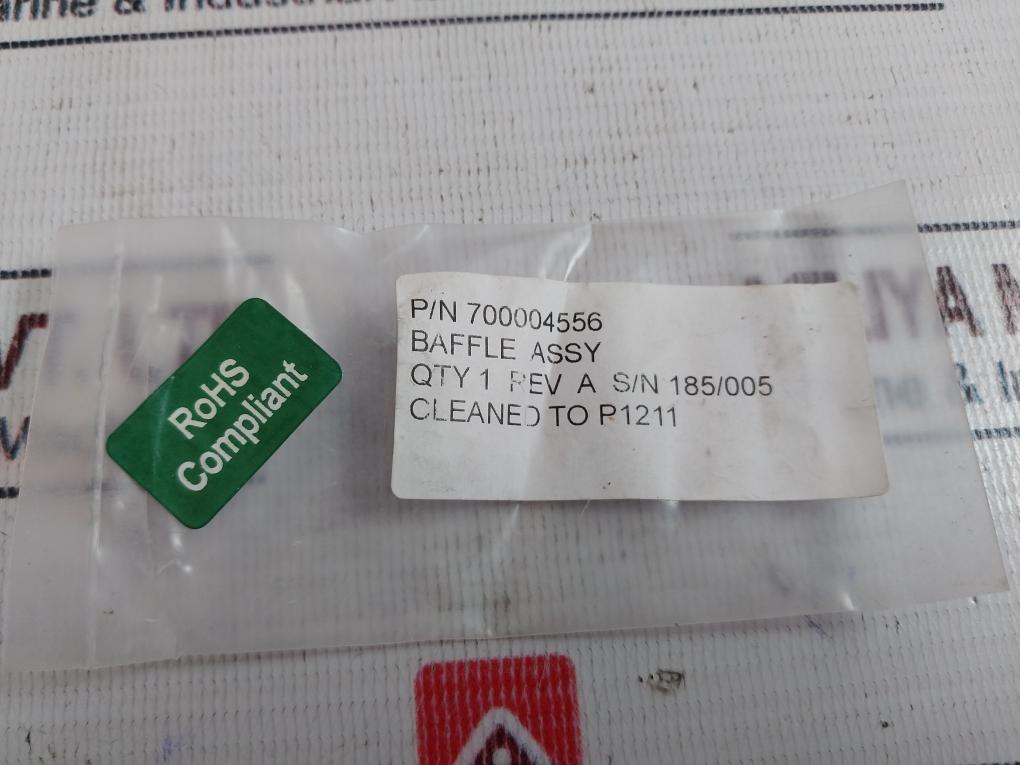 P/N 700004556
BAFFLE ASSY
QTY 1 REV A S/N 185/005
CLEANED TO P1211
RoHS
Compliant